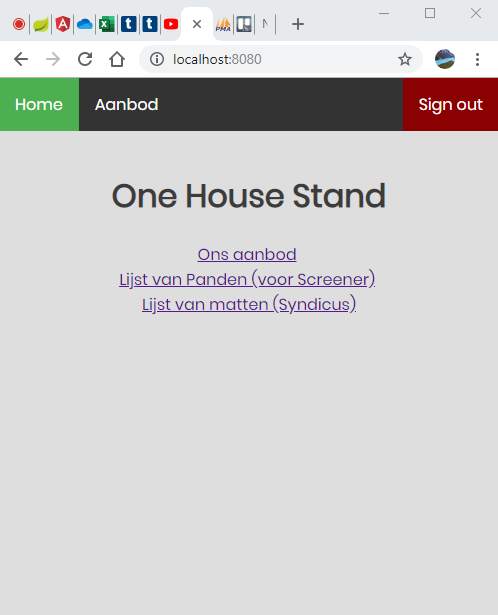 localhost:8080
Home Aanbod Sign out
One House Stand
Ons aanbod
Lijst van Panden (voor Screener)
Lijst van matten (Syndicus)